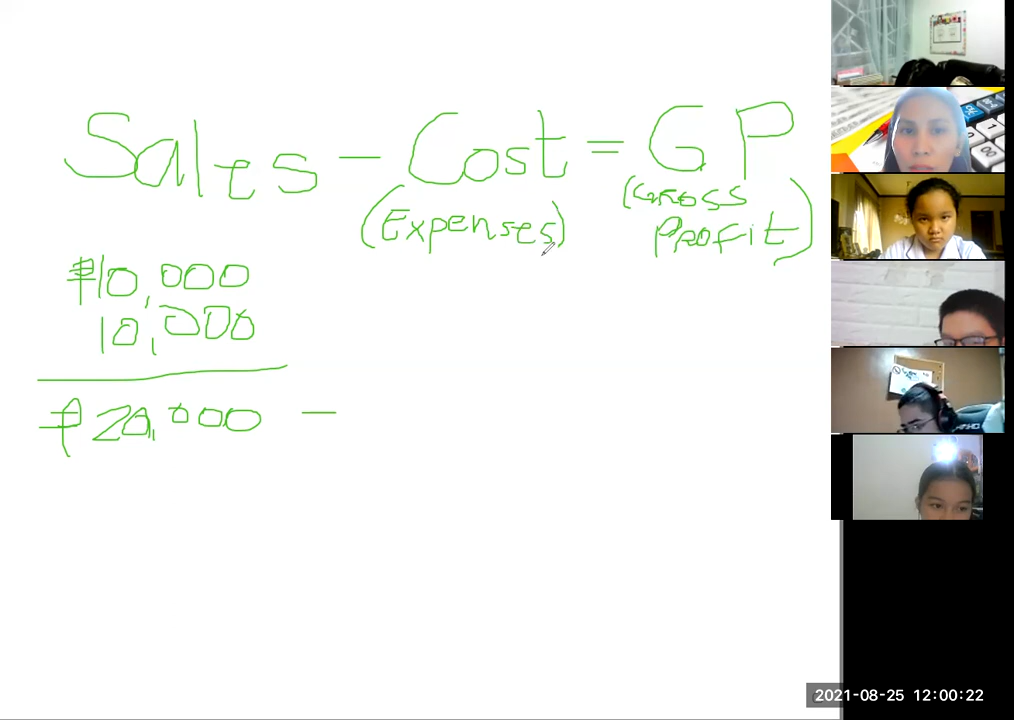 Sales - Cost = GP
(Expenses) (Gross Profit)
₱10,000
10,000
₱20,000 -
2021-08-25 12:00:22